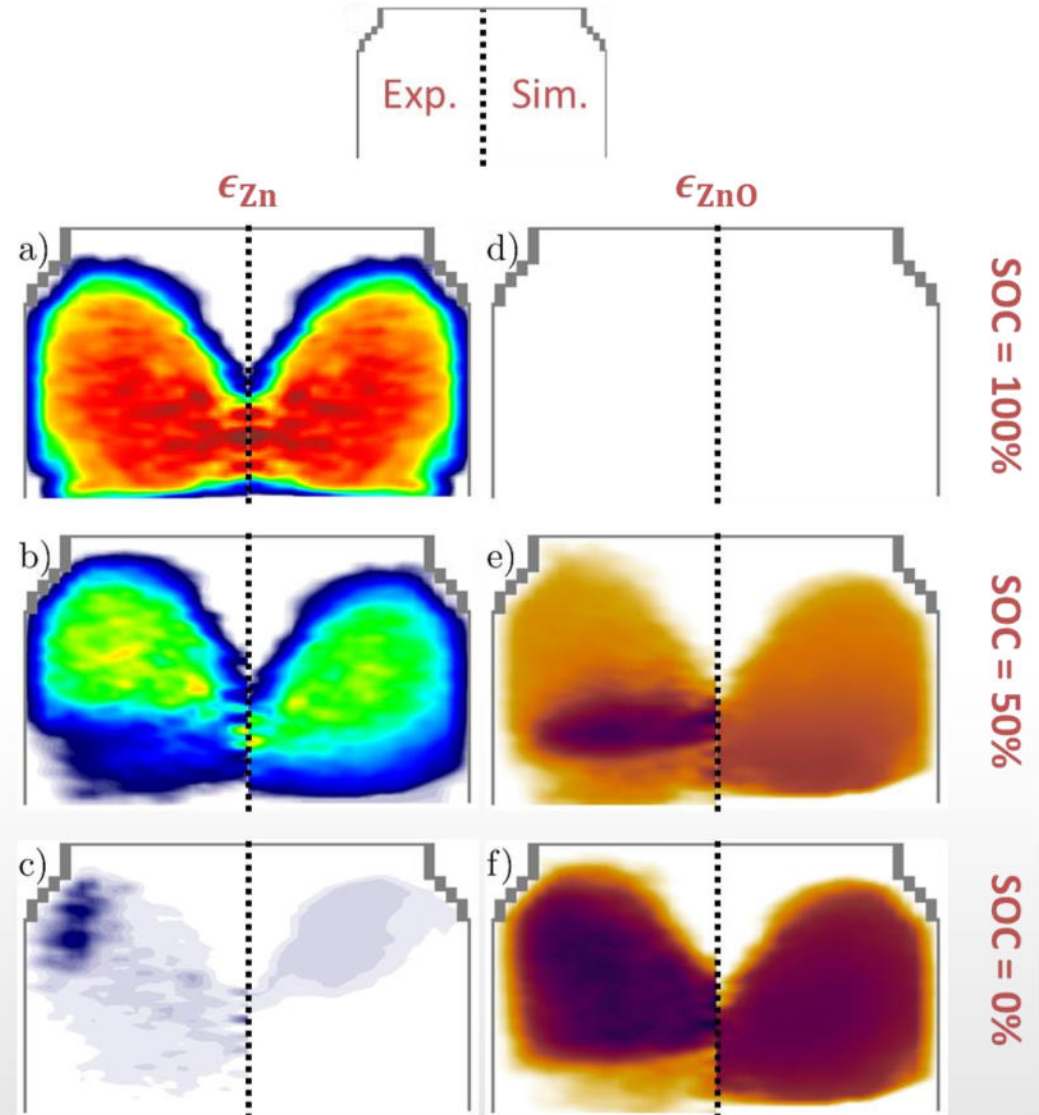 Exp. Sim.
ϵZn ϵZnO
a) d)
SOC = 100%
b) e)
SOC = 50%
c) f)
SOC = 0%